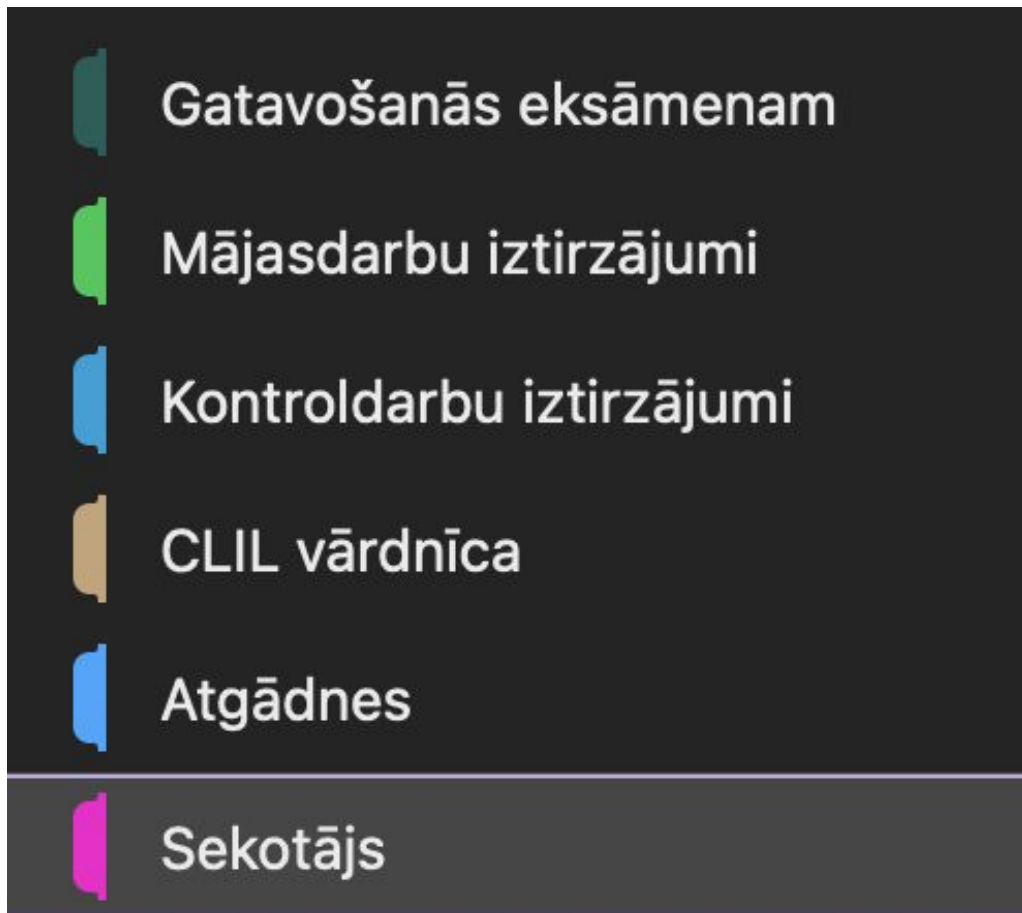 Gatavošanās eksāmenam
Mājasdarbu iztirzājumi
Kontroldarbu iztirzājumi
CLIL vārdnīca
Atgādnes
Sekotājs